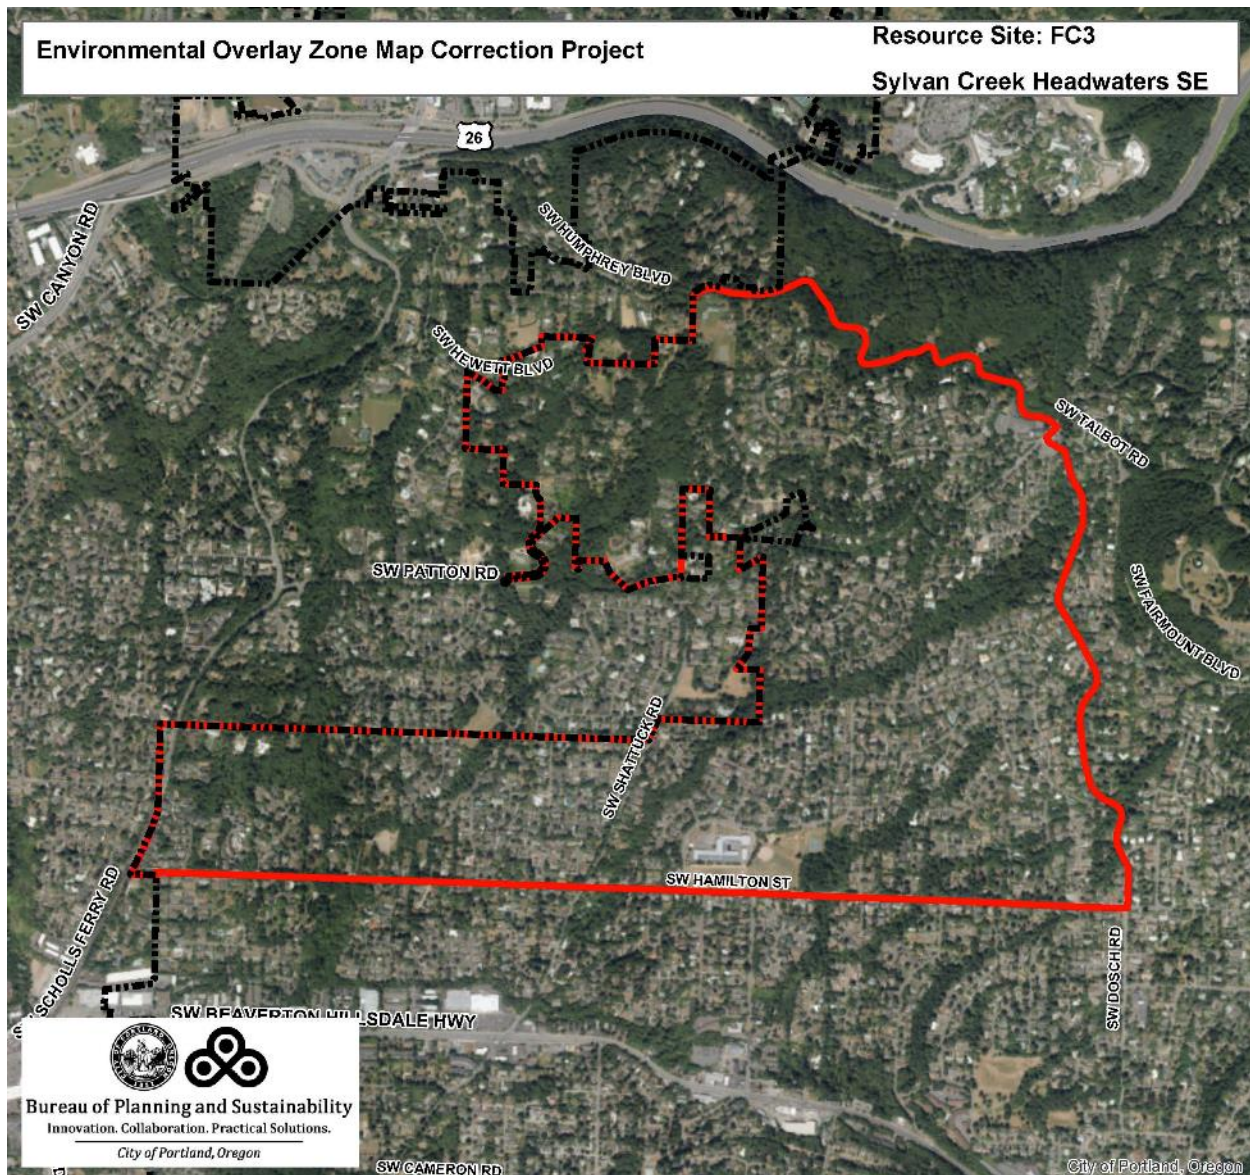 Environmental Overlay Zone Map Correction Project
Resource Site: FC3
Sylvan Creek Headwaters SE
26
SW CANYON RD
SW HUMPHREY BLVD
SW HEWETT BLVD
SW TALBOT RD
SW PATTON RD
SW FAIRMOUNT BLVD
SW SHATTUCK RD
SW HAMILTON ST
SW SCHOLLS FERRY RD
SW DOSCH RD
SW BEAVERTON HILLSDALE HWY
Bureau of Planning and Sustainability
Innovation. Collaboration. Practical Solutions.
City of Portland, Oregon
SW CAMERON RD
City of Portland, Oregon